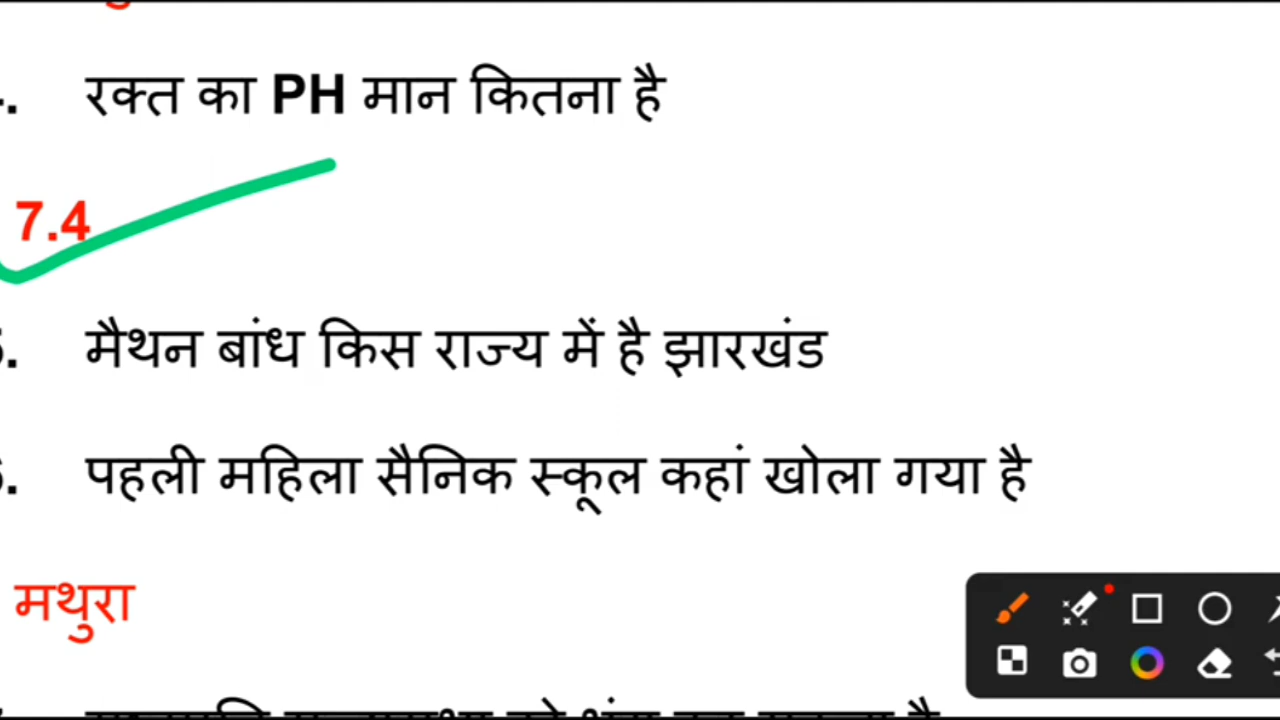 . रक्त का PH मान कितना है
7.4
. मैथन बांध किस राज्य में है झारखंड
. पहली महिला सैनिक स्कूल कहां खोला गया है
मथुरा